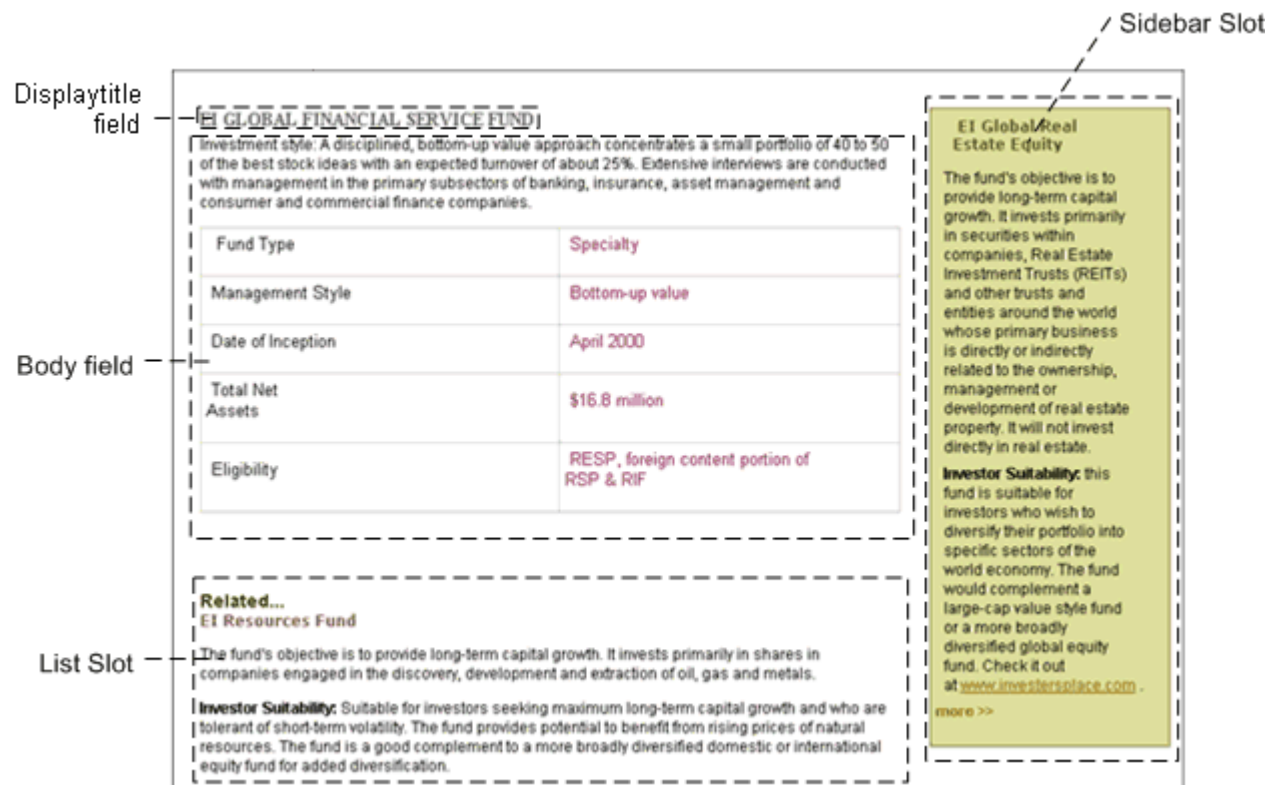 Sidebar Slot
Displaytitle
field
EI GLOBAL FINANCIAL SERVICE FUND
Investment style: A disciplined, bottom-up value approach concentrates a small portfolio of 40 to 50
of the best stock ideas with an expected turnover of about 25%. Extensive interviews are conducted
with management in the primary subsectors of banking, insurance, asset management and
consumer and commercial finance companies.
Fund Type
Specialty
Management Style
Bottom-up value
Date of Inception
April 2000
Body field
Total Net
Assets
$16.8 million
Eligibility
RESP, foreign content portion of
RSP & RIF
List Slot
Related...
EI Resources Fund
The fund's objective is to provide long-term capital growth. It invests primarily in shares in
companies engaged in the discovery, development and extraction of oil, gas and metals.
Investor Suitability: Suitable for investors seeking maximum long-term capital growth and who are
tolerant of short-term volatility. The fund provides potential to benefit from rising prices of natural
resources. The fund is a good complement to a more broadly diversified domestic or international
equity fund for added diversification.
EI Global Real
Estate Equity
The fund's objective is to
provide long-term capital
growth. It invests primarily
in securities within
companies, Real Estate
Investment Trusts (REITs)
and other trusts and
entities around the world
whose primary business
is directly or indirectly
related to the ownership,
management or
development of real estate
property. It will not invest
directly in real estate.
Investor Suitability: this
fund is suitable for
investors who wish to
diversify their portfolio into
specific sectors of the
world economy. The fund
would complement a
large-cap value style fund
or a more broadly
diversified global equity
fund. Check it out
at www.investersplace.com .
more >>